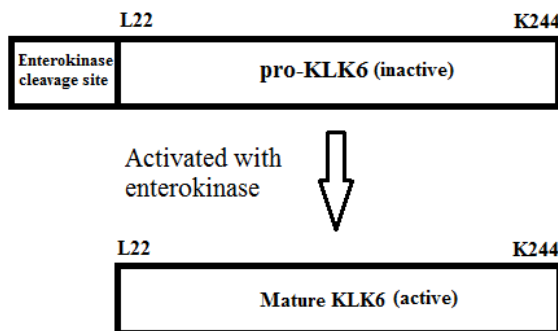 L22 K244
Enterokinase
cleavage site
pro-KLK6 (inactive)
Activated with
enterokinase
L22 K244
Mature KLK6 (active)